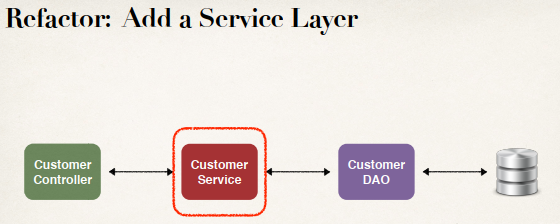 Refactor: Add a Service Layer
Customer
Controller
Customer
Service
Customer
DAO